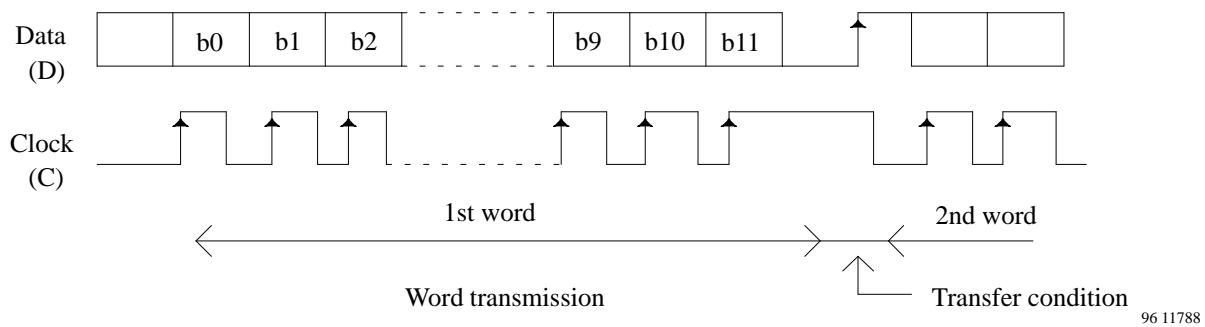 Data
(D)
b0 b1 b2 b9 b10 b11
Clock
(C)
1st word
2nd word
Word transmission
Transfer condition
96 11788